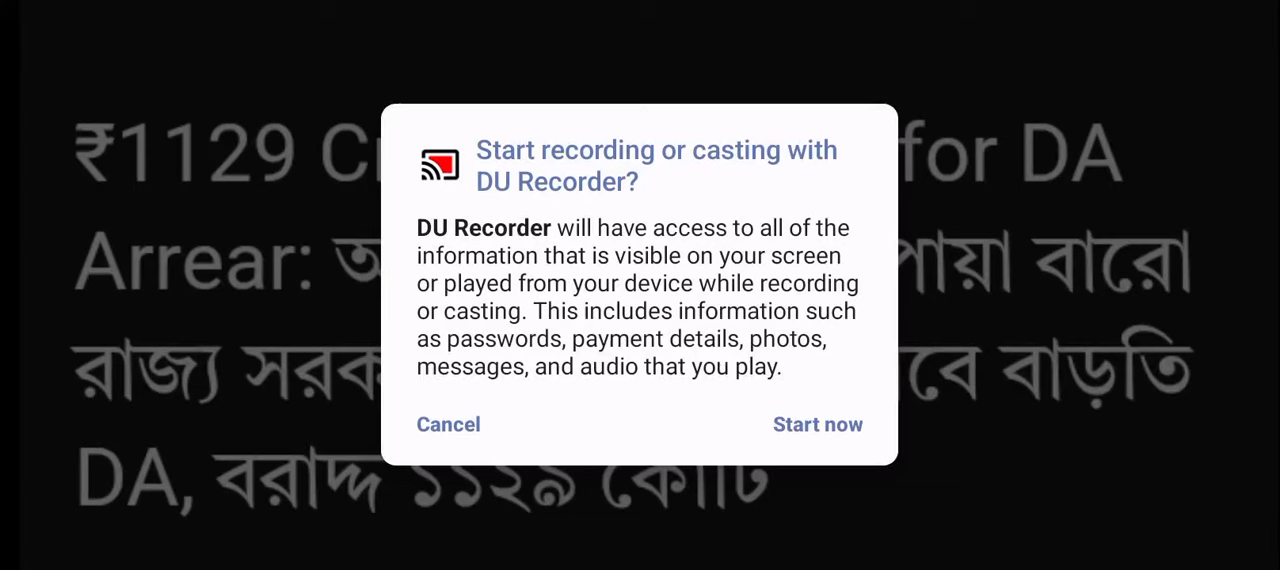 Start recording or casting with
DU Recorder?
DU Recorder will have access to all of the
information that is visible on your screen
or played from your device while recording
or casting. This includes information such
as passwords, payment details, photos,
messages, and audio that you play.
Cancel Start now
₹1129 for DA
Arrear: বারো
রাজ্য বাড়তি
DA, বরাদ্দ ১১২৯ কোটি